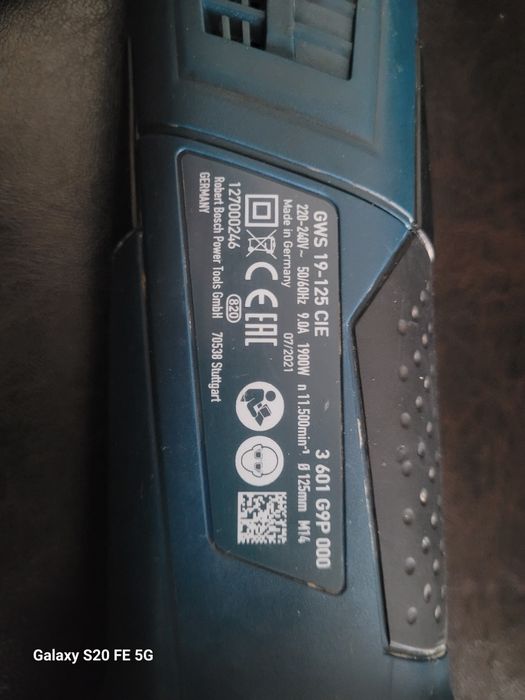 GWS 19-125 CIE 3 601 G9P 000
220-240V~ 50/60Hz 9.0A 1900W n 11.500min⁻¹ Ø 125mm M14
Made in Germany 07/2021
CE EAC
127000246 820
Robert Bosch Power Tools GmbH 70538 Stuttgart
GERMANY
Galaxy S20 FE 5G